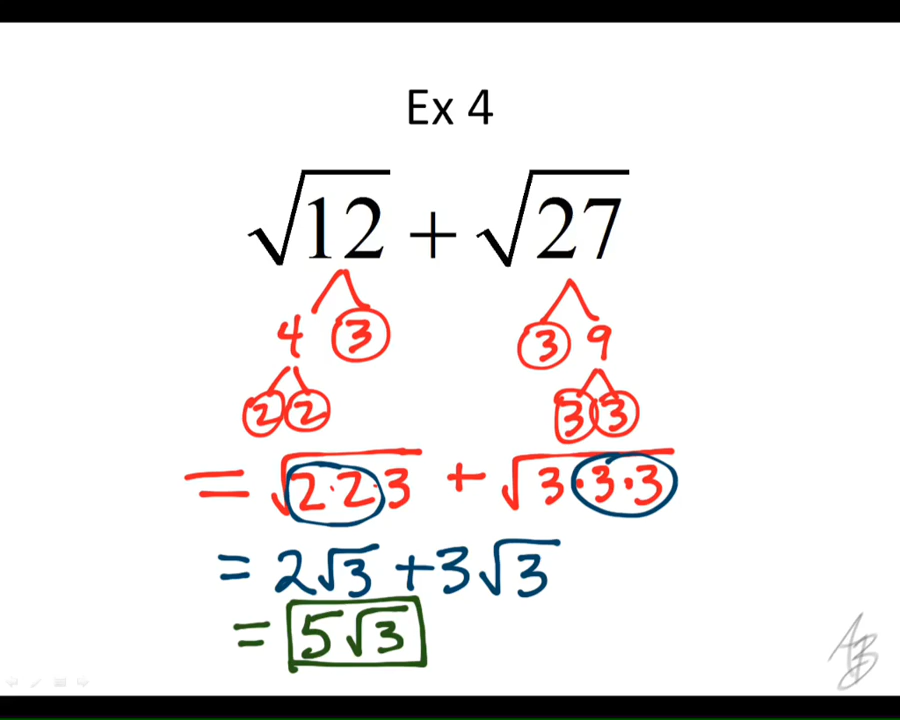 Ex 4
√12 + √27
4 3 3 9
2 2 3 3
= √2·2·3 + √3·3·3
= 2√3 + 3√3
= 5√3